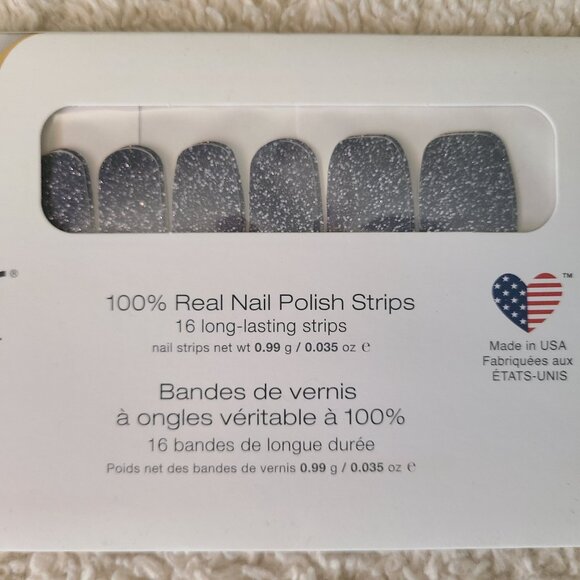 100% Real Nail Polish Strips
16 long-lasting strips
nail strips net wt 0.99 g / 0.035 oz ℮
Bandes de vernis
à ongles véritable à 100%
16 bandes de longue durée
Poids net des bandes de vernis 0.99 g / 0.035 oz ℮
®
™
Made in USA
Fabriquées aux
ÉTATS-UNIS